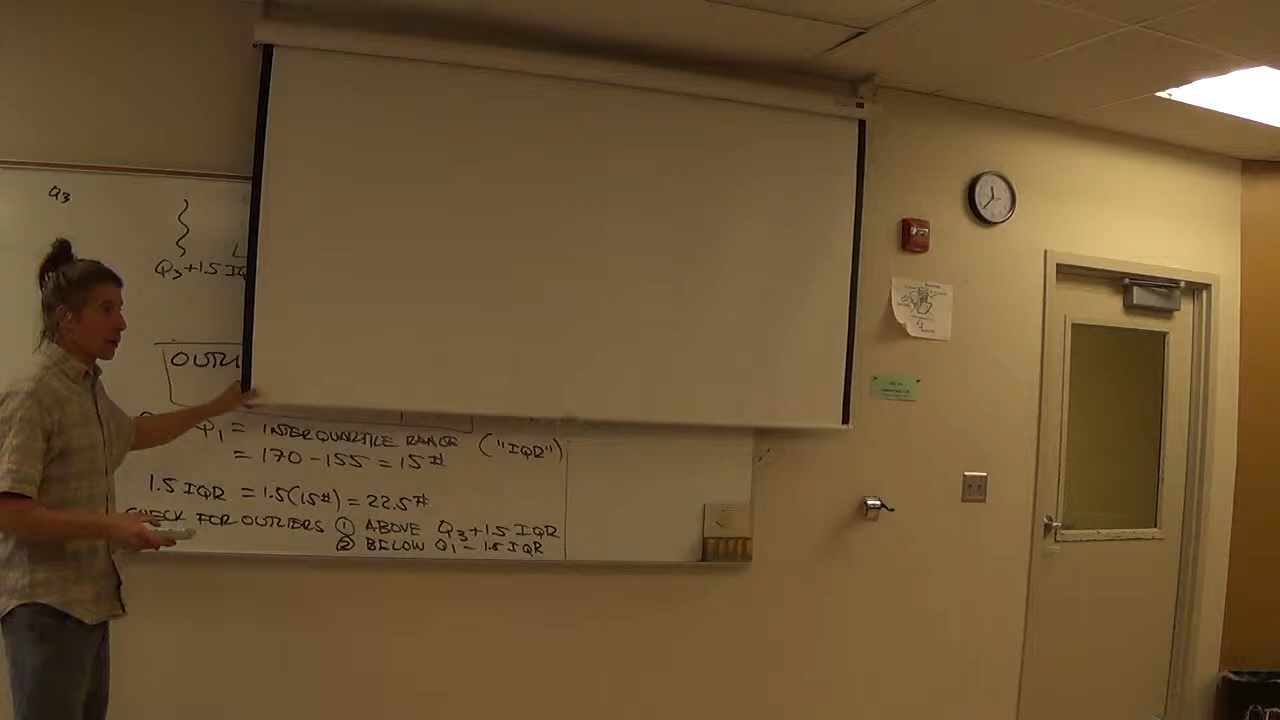 Q3
Q3+1.5 IQ
OUTLI
Q1 = INTERQUARTILE RANGE ("IQR")
= 170 - 155 = 15#
1.5 IQR = 1.5(15#) = 22.5#
CHECK FOR OUTLIERS ① ABOVE Q3+1.5 IQR
② BELOW Q1 - 1.5 IQR